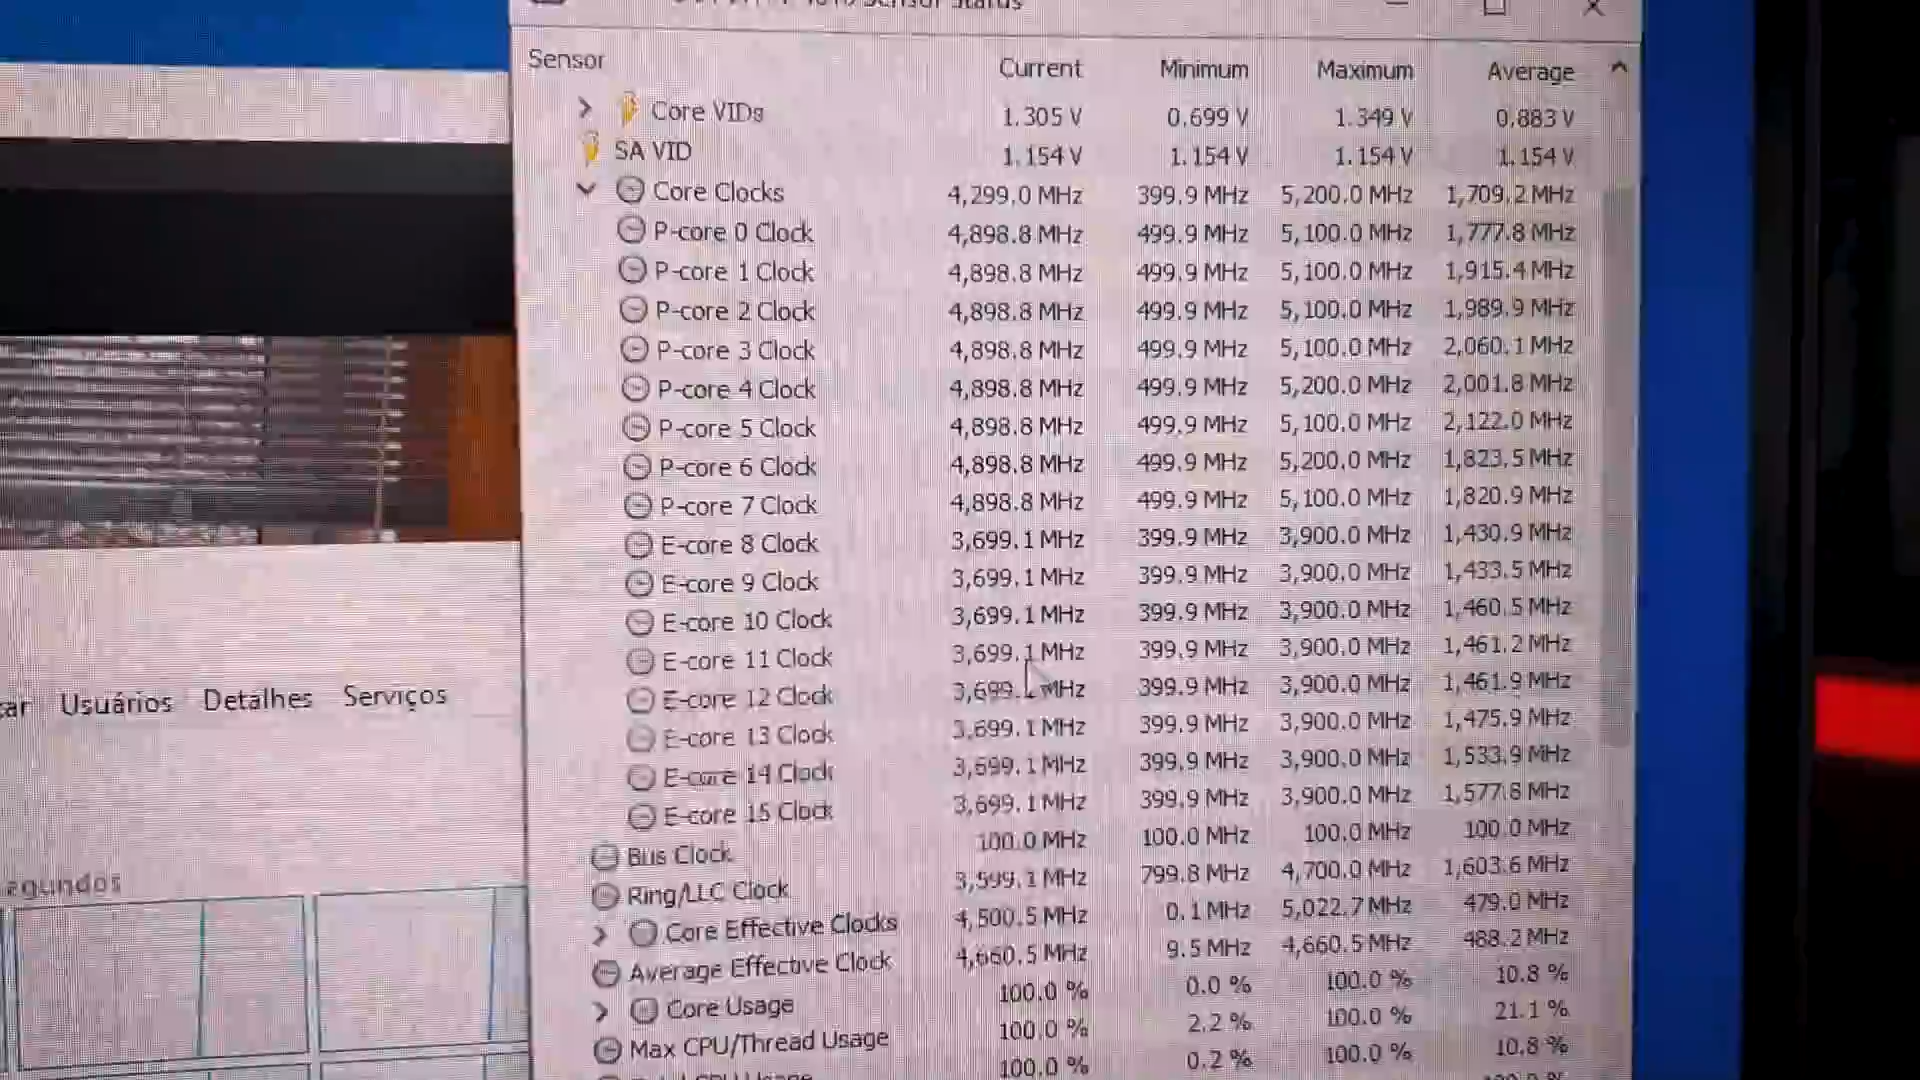 Sensor Status
Sensor Current Minimum Maximum Average
Core VIDs 1.305 V 0.699 V 1.349 V 0.883 V
SA VID 1.154 V 1.154 V 1.154 V 1.154 V
Core Clocks 4,299.0 MHz 399.9 MHz 5,200.0 MHz 1,709.2 MHz
P-core 0 Clock 4,898.8 MHz 499.9 MHz 5,100.0 MHz 1,777.8 MHz
P-core 1 Clock 4,898.8 MHz 499.9 MHz 5,100.0 MHz 1,915.4 MHz
P-core 2 Clock 4,898.8 MHz 499.9 MHz 5,100.0 MHz 1,989.9 MHz
P-core 3 Clock 4,898.8 MHz 499.9 MHz 5,100.0 MHz 2,060.1 MHz
P-core 4 Clock 4,898.8 MHz 499.9 MHz 5,200.0 MHz 2,001.8 MHz
P-core 5 Clock 4,898.8 MHz 499.9 MHz 5,100.0 MHz 2,122.0 MHz
P-core 6 Clock 4,898.8 MHz 499.9 MHz 5,200.0 MHz 1,823.5 MHz
P-core 7 Clock 4,898.8 MHz 499.9 MHz 5,100.0 MHz 1,820.9 MHz
E-core 8 Clock 3,699.1 MHz 399.9 MHz 3,900.0 MHz 1,430.9 MHz
E-core 9 Clock 3,699.1 MHz 399.9 MHz 3,900.0 MHz 1,433.5 MHz
E-core 10 Clock 3,699.1 MHz 399.9 MHz 3,900.0 MHz 1,460.5 MHz
E-core 11 Clock 3,699.1 MHz 399.9 MHz 3,900.0 MHz 1,461.2 MHz
E-core 12 Clock 3,699.1 MHz 399.9 MHz 3,900.0 MHz 1,461.9 MHz
E-core 13 Clock 3,699.1 MHz 399.9 MHz 3,900.0 MHz 1,475.9 MHz
E-core 14 Clock 3,699.1 MHz 399.9 MHz 3,900.0 MHz 1,533.9 MHz
E-core 15 Clock 3,699.1 MHz 399.9 MHz 3,900.0 MHz 1,577.8 MHz
Bus Clock 100.0 MHz 100.0 MHz 100.0 MHz 100.0 MHz
Ring/LLC Clock 3,599.1 MHz 799.8 MHz 4,700.0 MHz 1,603.6 MHz
Core Effective Clocks 4,500.5 MHz 0.1 MHz 5,022.7 MHz 479.0 MHz
Average Effective Clock 4,660.5 MHz 9.5 MHz 4,660.5 MHz 488.2 MHz
Core Usage 100.0 % 0.0 % 100.0 % 10.8 %
Max CPU/Thread Usage 100.0 % 2.2 % 100.0 % 21.1 %
100.0 % 0.2 % 100.0 % 10.8 %
ar Usuários Detalhes Serviços
egundos